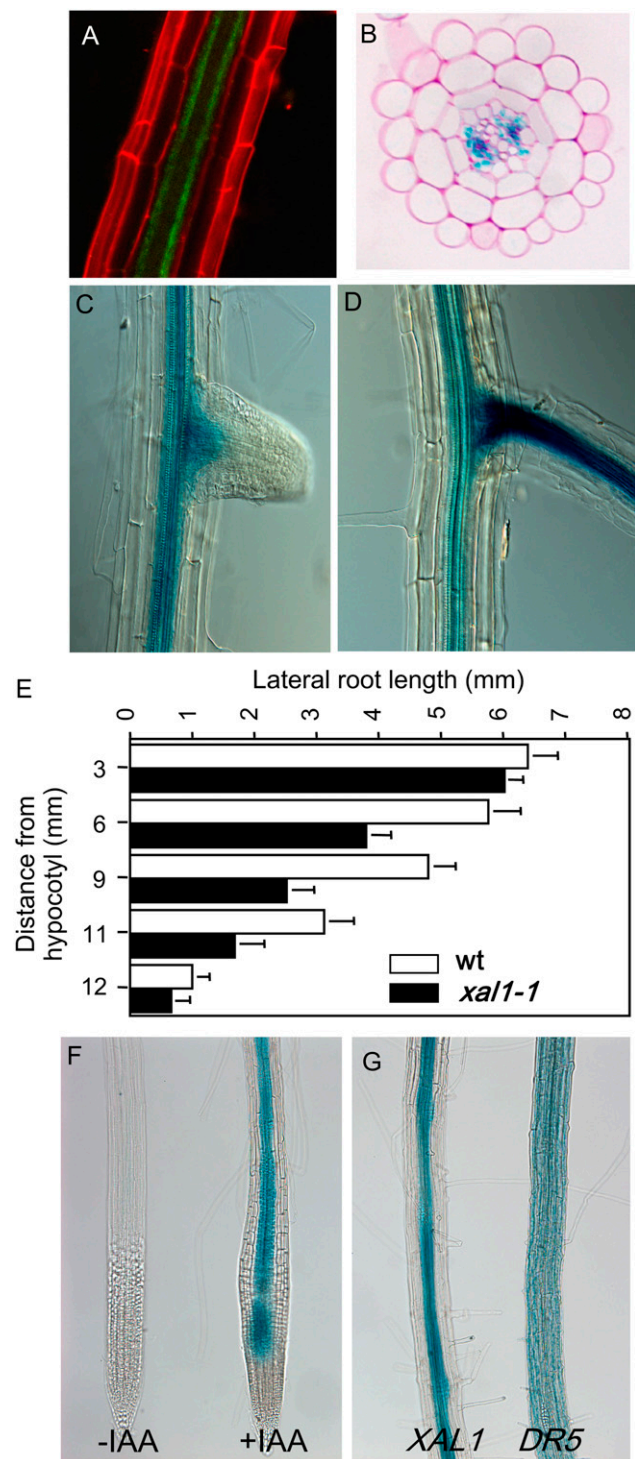 A
B
C
D
E
Lateral root length (mm)
0 1 2 3 4 5 6 7 8
Distance from
hypocotyl (mm)
3
6
9
11
12
wt
xal1-1
F
-IAA +IAA
G
XAL1 DR5